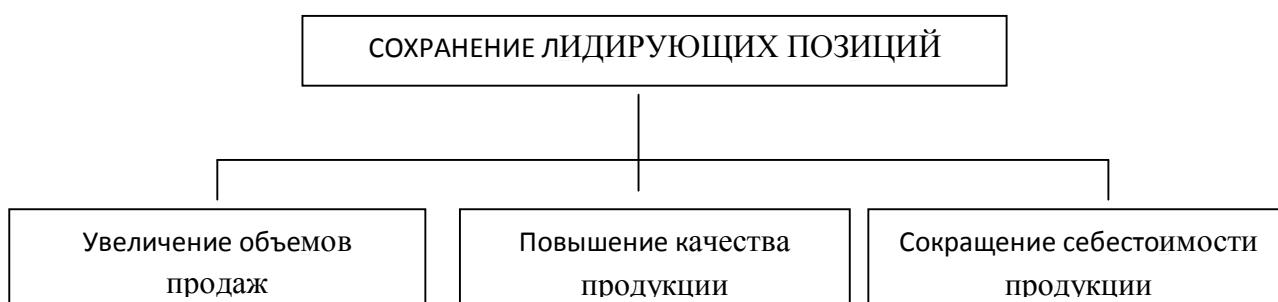 СОХРАНЕНИЕ ЛИДИРУЮЩИХ ПОЗИЦИЙ
Увеличение объемов
продаж
Повышение качества
продукции
Сокращение себестоимости
продукции